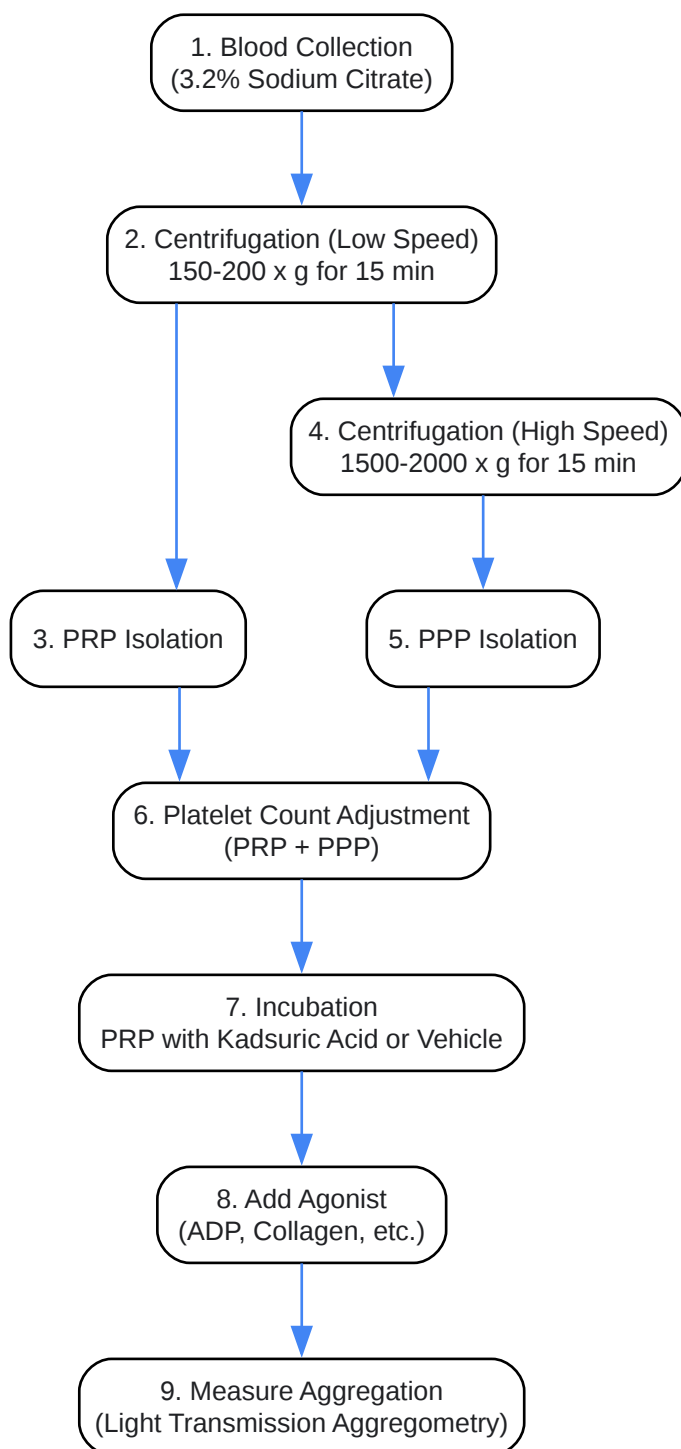 1. Blood Collection
(3.2% Sodium Citrate)
2. Centrifugation (Low Speed)
150-200 x g for 15 min
4. Centrifugation (High Speed)
1500-2000 x g for 15 min
3. PRP Isolation
5. PPP Isolation
6. Platelet Count Adjustment
(PRP + PPP)
7. Incubation
PRP with Kadsuric Acid or Vehicle
8. Add Agonist
(ADP, Collagen, etc.)
9. Measure Aggregation
(Light Transmission Aggregometry)